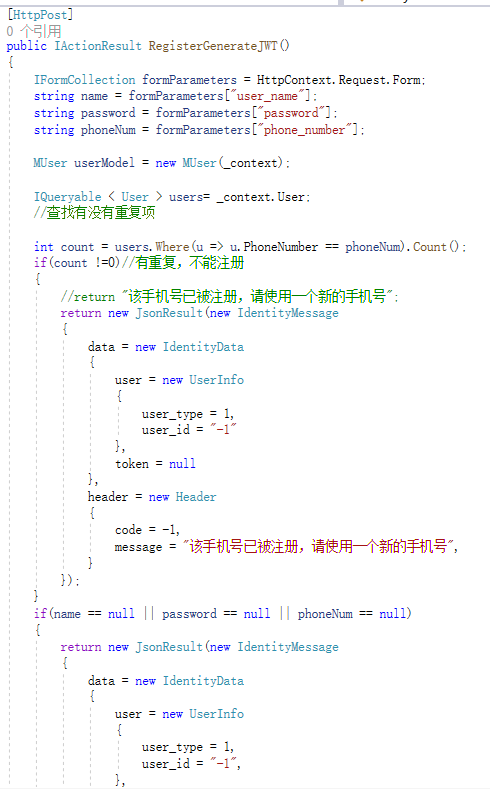 [HttpPost]
0 个引用
public IActionResult RegisterGenerateJWT()
{
IFormCollection formParameters = HttpContext.Request.Form;
string name = formParameters["user_name"];
string password = formParameters["password"];
string phoneNum = formParameters["phone_number"];
MUser userModel = new MUser(_context);
IQueryable < User > users= _context.User;
//查找有没有重复项
int count = users.Where(u => u.PhoneNumber == phoneNum).Count();
if(count !=0)//有重复，不能注册
{
//return "该手机号已被注册，请使用一个新的手机号";
return new JsonResult(new IdentityMessage
{
data = new IdentityData
{
user = new UserInfo
{
user_type = 1,
user_id = "-1"
},
token = null
},
header = new Header
{
code = -1,
message = "该手机号已被注册，请使用一个新的手机号",
}
});
}
if(name == null || password == null || phoneNum == null)
{
return new JsonResult(new IdentityMessage
{
data = new IdentityData
{
user = new UserInfo
{
user_type = 1,
user_id = "-1",
},